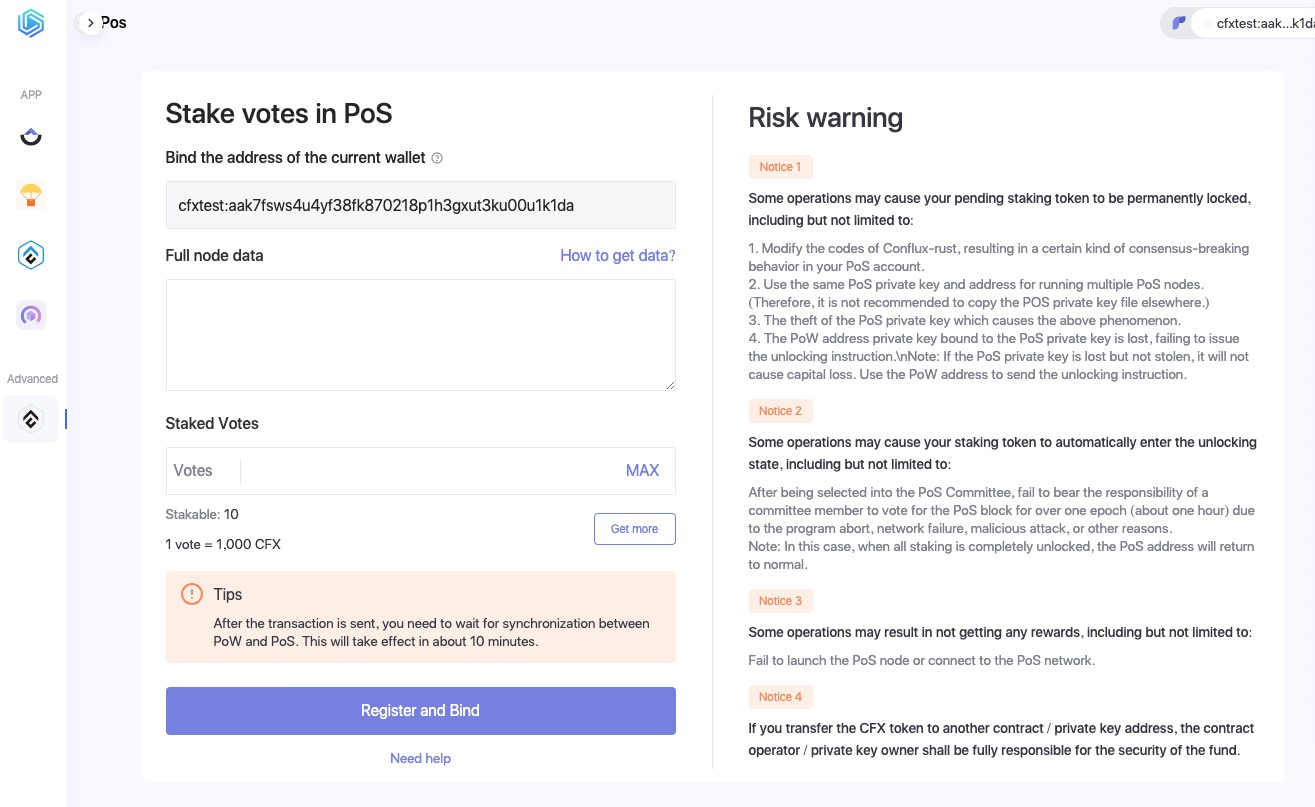 Pos
cfxtest:aak...k1da
APP
Advanced
Stake votes in PoS
Bind the address of the current wallet
cfxtest:aak7fsws4u4yf38fk870218p1h3gxut3ku00u1k1da
Full node data
How to get data?
Staked Votes
Votes
MAX
Stakable: 10
Get more
1 vote = 1,000 CFX
Tips
After the transaction is sent, you need to wait for synchronization between
PoW and PoS. This will take effect in about 10 minutes.
Register and Bind
Need help
Risk warning
Notice 1
Some operations may cause your pending staking token to be permanently locked,
including but not limited to:
1. Modify the codes of Conflux-rust, resulting in a certain kind of consensus-breaking
behavior in your PoS account.
2. Use the same PoS private key and address for running multiple PoS nodes.
(Therefore, it is not recommended to copy the POS private key file elsewhere.)
3. The theft of the PoS private key which causes the above phenomenon.
4. The PoW address private key bound to the PoS private key is lost, failing to issue
the unlocking instruction.\nNote: If the PoS private key is lost but not stolen, it will not
cause capital loss. Use the PoW address to send the unlocking instruction.
Notice 2
Some operations may cause your staking token to automatically enter the unlocking
state, including but not limited to:
After being selected into the PoS Committee, fail to bear the responsibility of a
committee member to vote for the PoS block for over one epoch (about one hour) due
to the program abort, network failure, malicious attack, or other reasons.
Note: In this case, when all staking is completely unlocked, the PoS address will return
to normal.
Notice 3
Some operations may result in not getting any rewards, including but not limited to:
Fail to launch the PoS node or connect to the PoS network.
Notice 4
If you transfer the CFX token to another contract / private key address, the contract
operator / private key owner shall be fully responsible for the security of the fund.